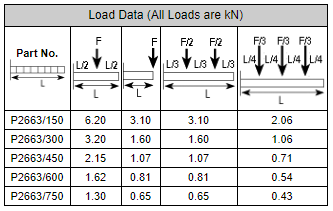 Load Data (All Loads are kN)
Part No. F F F/2 F/2 F/3 F/3 F/3
L/2 L/2 L/3 L/3 L/3 L/4 L/4 L/4 L/4
L L L L L
P2663/150 6.20 3.10 3.10 2.06
P2663/300 3.20 1.60 1.60 1.06
P2663/450 2.15 1.07 1.07 0.71
P2663/600 1.62 0.81 0.81 0.54
P2663/750 1.30 0.65 0.65 0.43